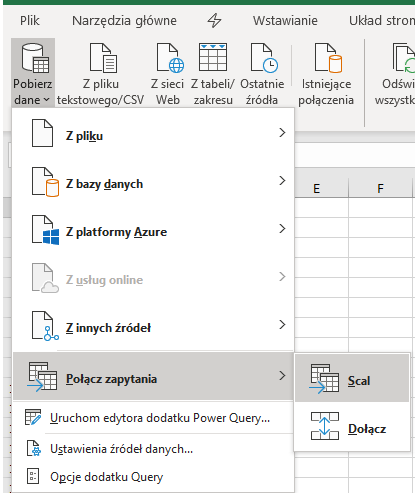 Plik Narzędzia główne Wstawianie Układ stron
Pobierz Z pliku Z sieci Z tabeli/ Ostatnie Istniejące Odśw
dane tekstowego/CSV Web zakresu źródła połączenia wszystk
Z pliku
Z bazy danych
E F
Z platformy Azure
Z usług online
Z innych źródeł
Połącz zapytania
Scal
Uruchom edytora dodatku Power Query...
Dołącz
Ustawienia źródeł danych...
Opcje dodatku Query